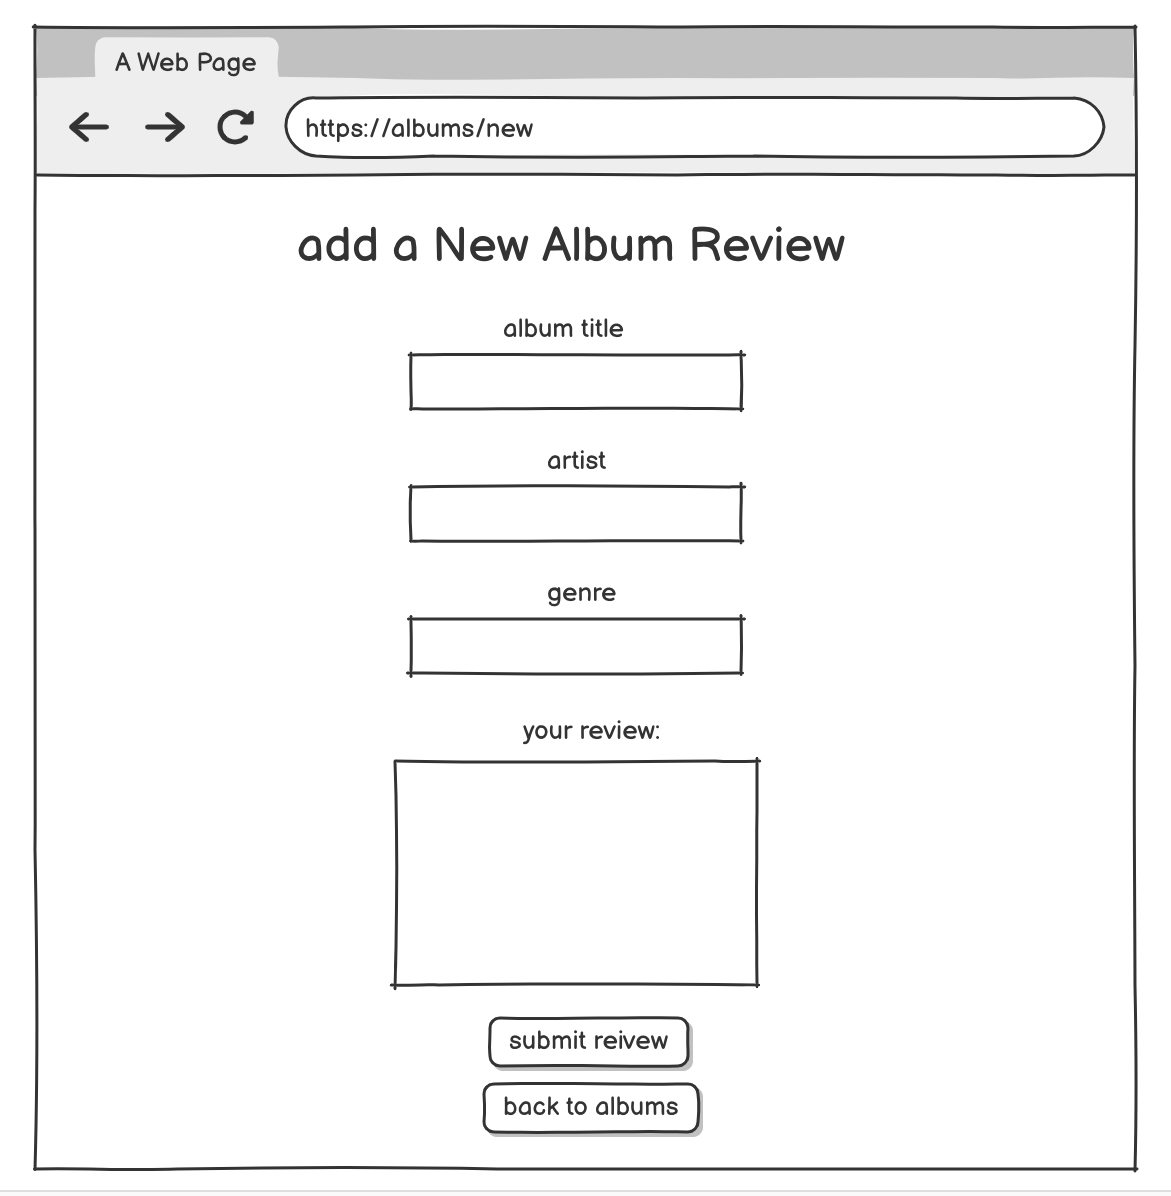 A Web Page
https://albums/new
add a New Album Review
album title
artist
genre
your review:
submit reivew
back to albums